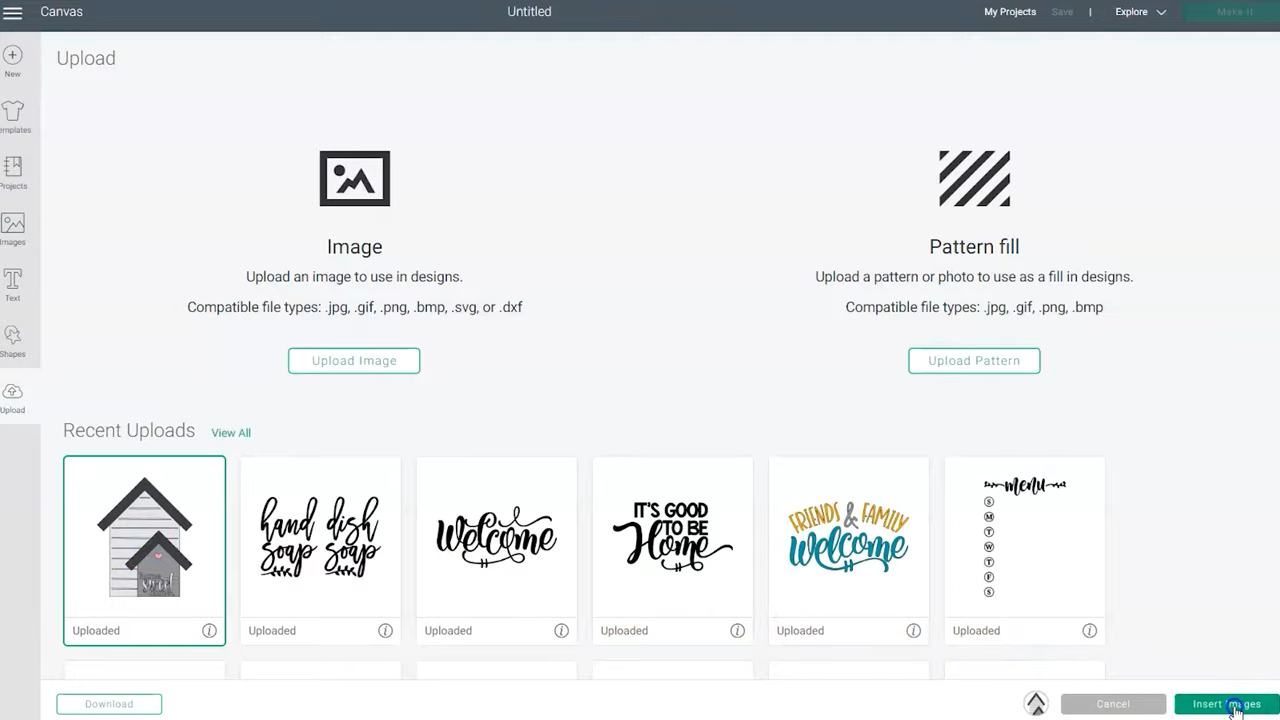 Canvas
Untitled
My Projects Save | Explore Make It
New
emplates
Projects
Images
Text
Shapes
Upload
Upload
Image
Upload an image to use in designs.
Compatible file types: .jpg, .gif, .png, .bmp, .svg, or .dxf
Upload Image
Pattern fill
Upload a pattern or photo to use as a fill in designs.
Compatible file types: .jpg, .gif, .png, .bmp
Upload Pattern
Recent Uploads View All
Uploaded
hand dish
soap soap
Uploaded
Welcome
Uploaded
IT'S GOOD
TO BE
Home
Uploaded
FRIENDS & FAMILY
Welcome
Uploaded
menu
S
M
T
W
T
F
S
Uploaded
Download
Cancel
Insert Images